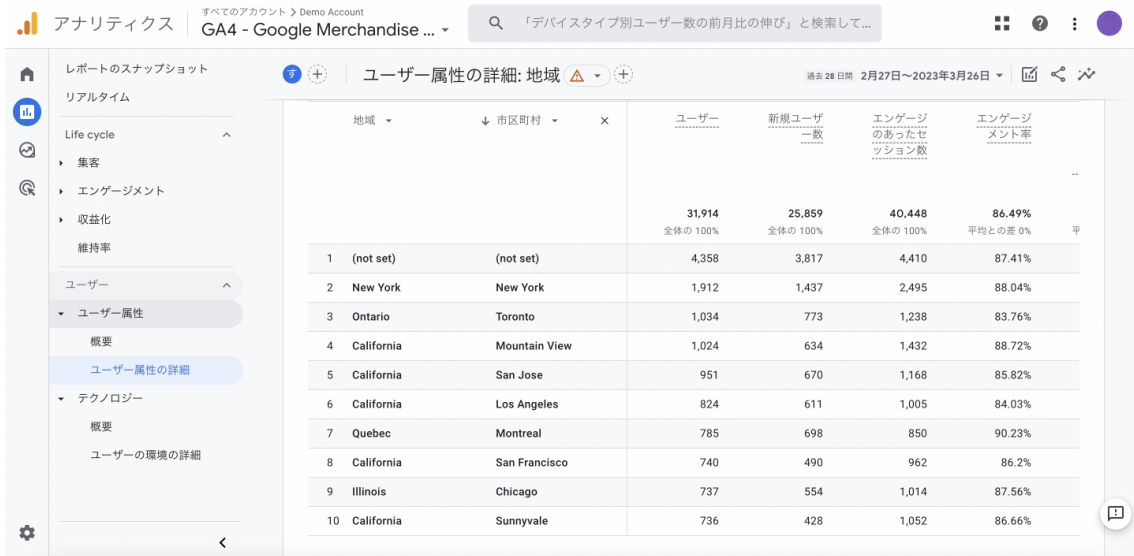 アナリティクス
すべてのアカウント > Demo Account
GA4 - Google Merchandise ...
「デバイスタイプ別ユーザー数の前月比の伸び」と検索して...
レポートのスナップショット
リアルタイム
Life cycle
集客
エンゲージメント
収益化
維持率
ユーザー
ユーザー属性
概要
ユーザー属性の詳細
テクノロジー
概要
ユーザーの環境の詳細
す
ユーザー属性の詳細: 地域
過去 28 日間 2月27日～2023年3月26日
地域 市区町村 ユーザー 新規ユーザー数 エンゲージのあったセッション数 エンゲージメント率
31,914 25,859 40,448 86.49%
全体の 100% 全体の 100% 全体の 100% 平均との差 0% 平
1 (not set) (not set) 4,358 3,817 4,410 87.41%
2 New York New York 1,912 1,437 2,495 88.04%
3 Ontario Toronto 1,034 773 1,238 83.76%
4 California Mountain View 1,024 634 1,432 88.72%
5 California San Jose 951 670 1,168 85.82%
6 California Los Angeles 824 611 1,005 84.03%
7 Quebec Montreal 785 698 850 90.23%
8 California San Francisco 740 490 962 86.2%
9 Illinois Chicago 737 554 1,014 87.56%
10 California Sunnyvale 736 428 1,052 86.66%